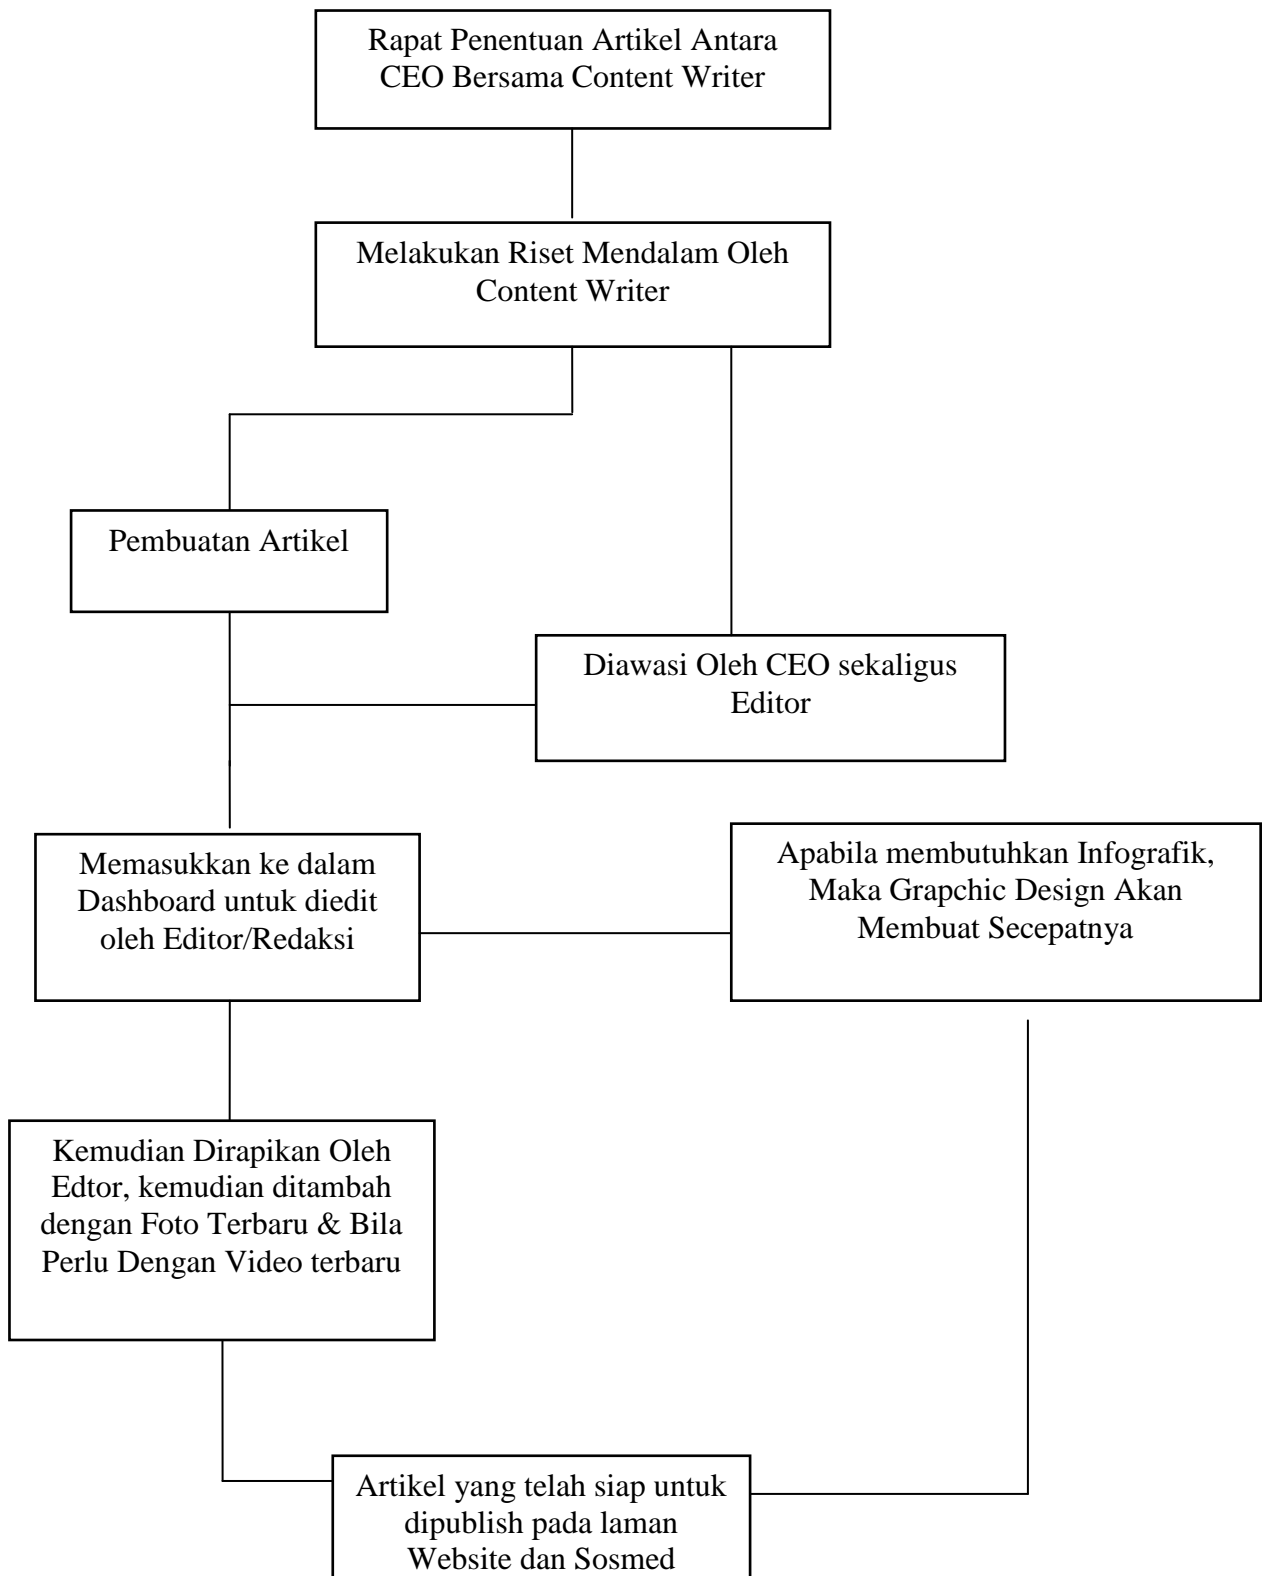 Rapat Penentuan Artikel Antara
CEO Bersama Content Writer
Melakukan Riset Mendalam Oleh
Content Writer
Pembuatan Artikel
Diawasi Oleh CEO sekaligus
Editor
Memasukkan ke dalam
Dashboard untuk diedit
oleh Editor/Redaksi
Apabila membutuhkan Infografik,
Maka Grapchic Design Akan
Membuat Secepatnya
Kemudian Dirapikan Oleh
Edtor, kemudian ditambah
dengan Foto Terbaru & Bila
Perlu Dengan Video terbaru
Artikel yang telah siap untuk
dipublish pada laman
Website dan Sosmed